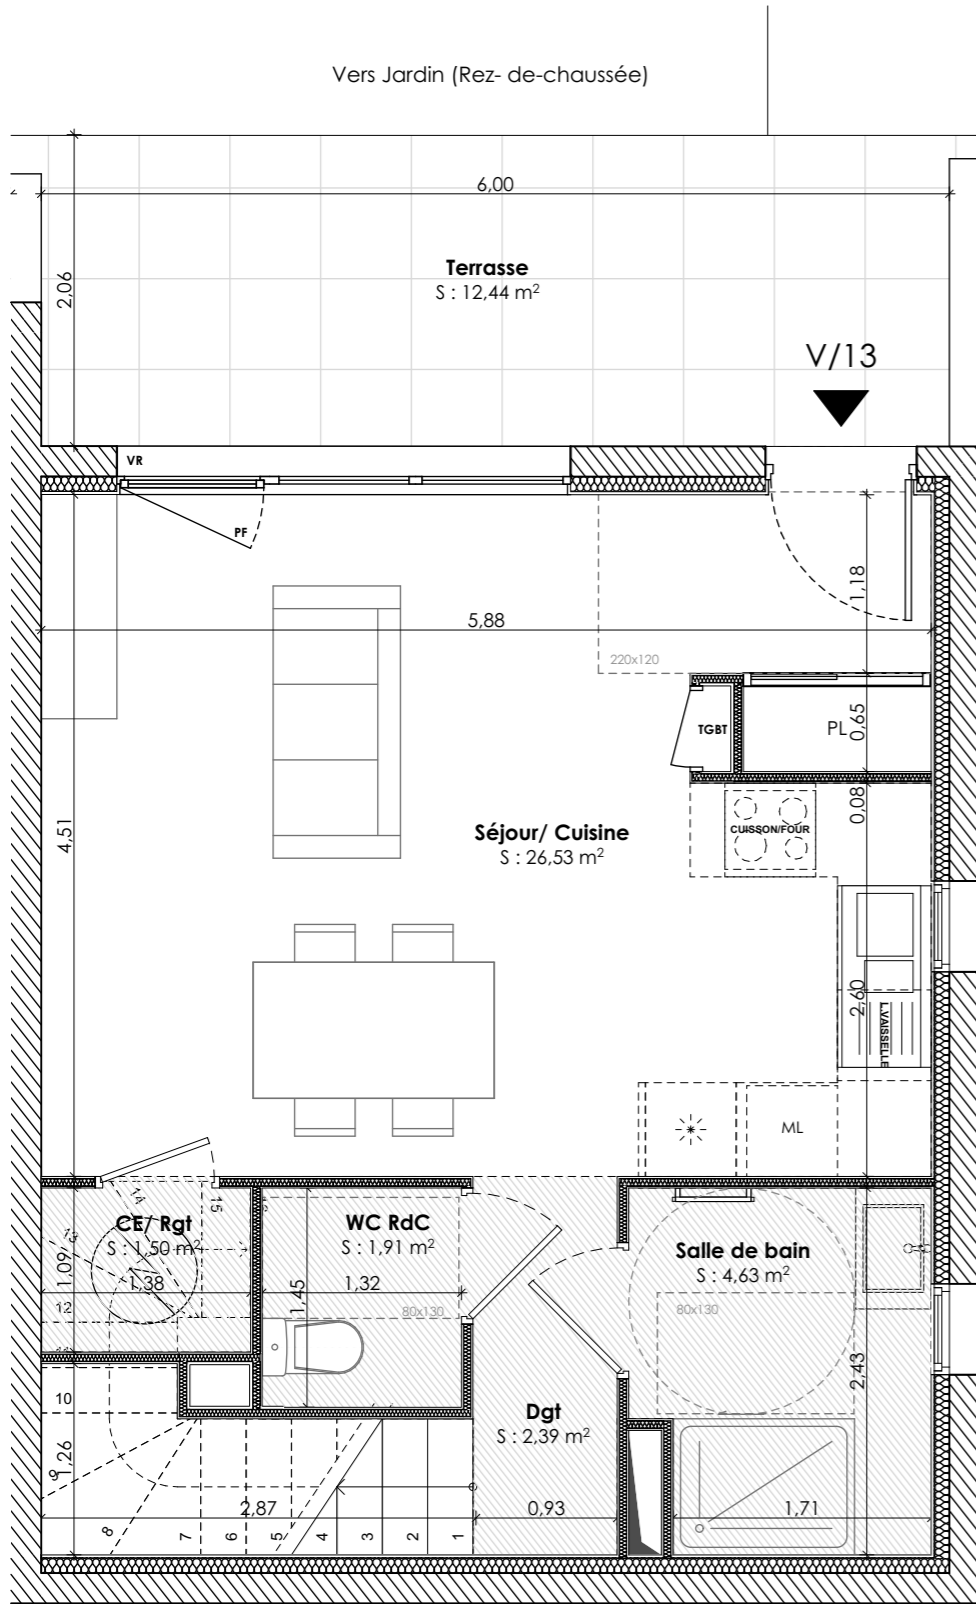 Vers Jardin (Rez- de-chaussée)
6,00
2,06
Terrasse
S : 12,44 m²
V/13
VR
PF
1,18
5,88
220x120
TGBT
PL
0,65
4,51
0,08
Séjour/ Cuisine
S : 26,53 m²
CUISSON/FOUR
2,60
L.VAISSELLE
ML
14
15
13
CE/ Rgt
S : 1,50 m²
1,09
1,38
12
11
WC RdC
S : 1,91 m²
1,45
1,32
80x130
Salle de bain
S : 4,63 m²
80x130
2,43
10
1,26
9
8
7
6
5
4
3
2
1
2,87
Dgt
S : 2,39 m²
0,93
1,71